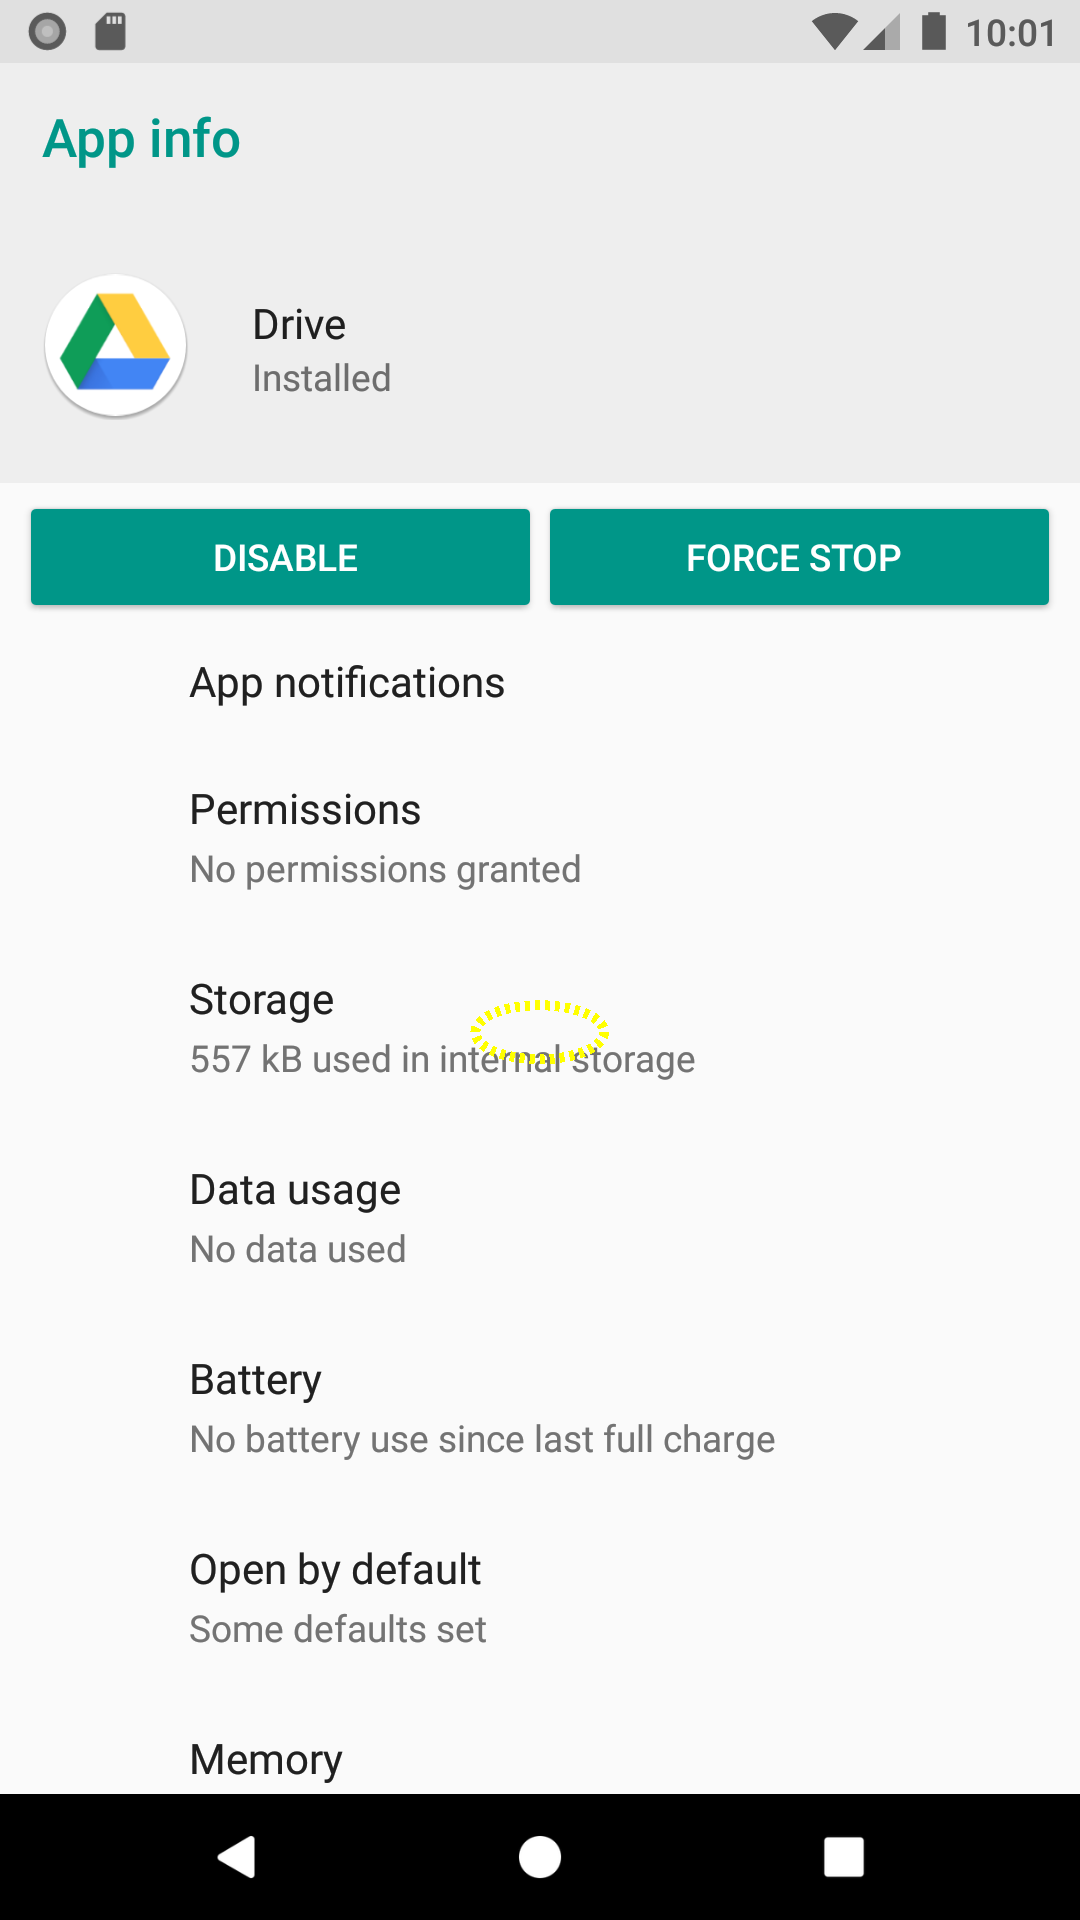 10:01
App info
Drive
Installed
DISABLE
FORCE STOP
App notifications
Permissions
No permissions granted
Storage
557 kB used in internal storage
Data usage
No data used
Battery
No battery use since last full charge
Open by default
Some defaults set
Memory